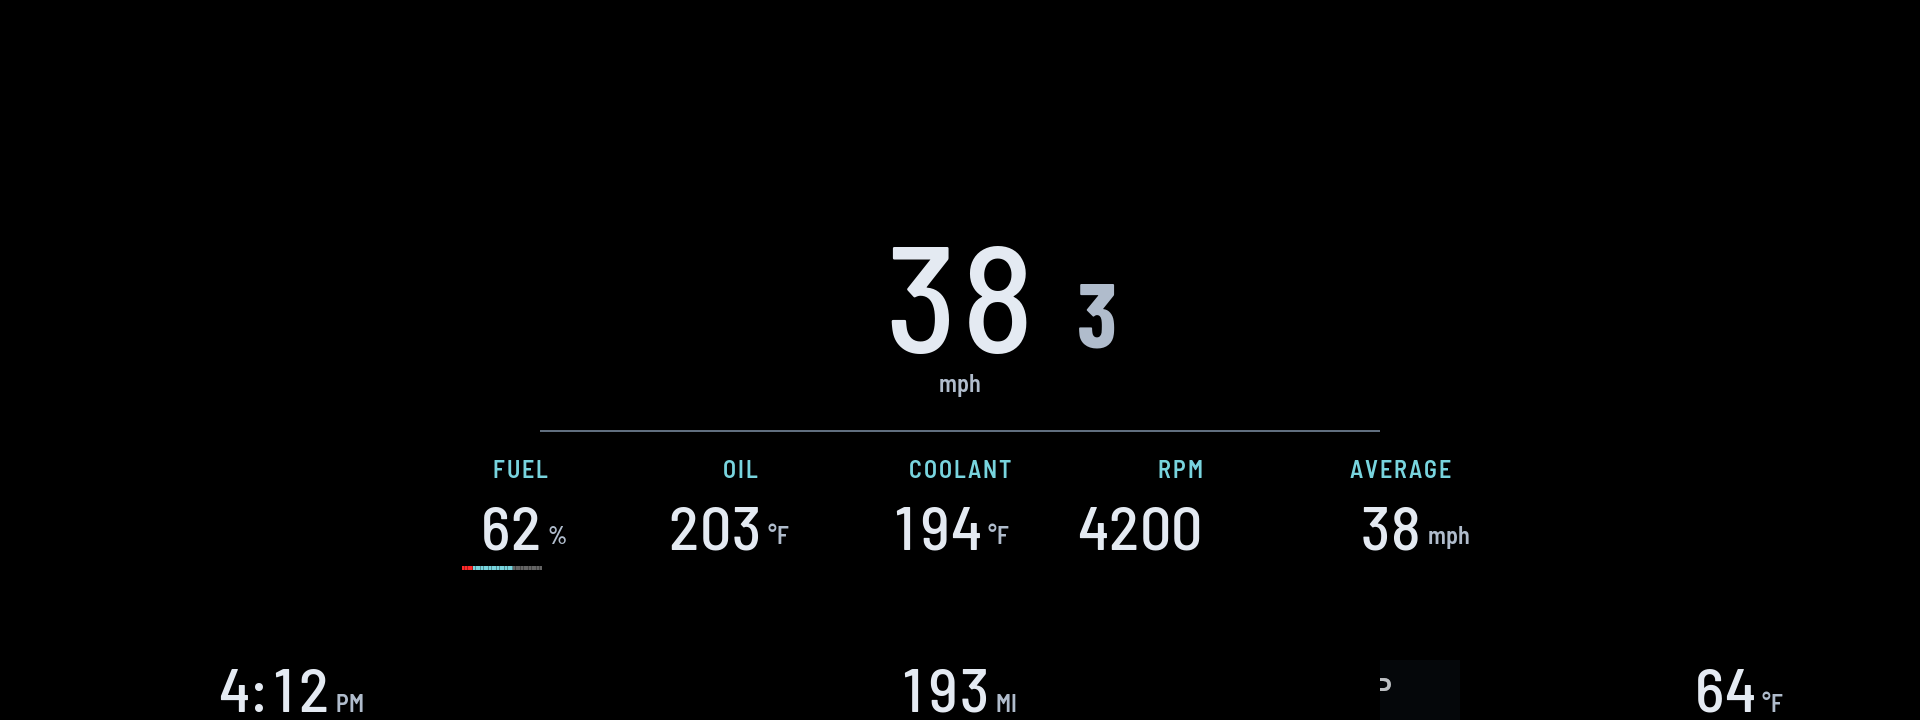 38 3
mph
FUEL OIL COOLANT RPM AVERAGE
62 % 203 °F 194 °F 4200 38 mph
4:12 PM 193 MI 64 °F